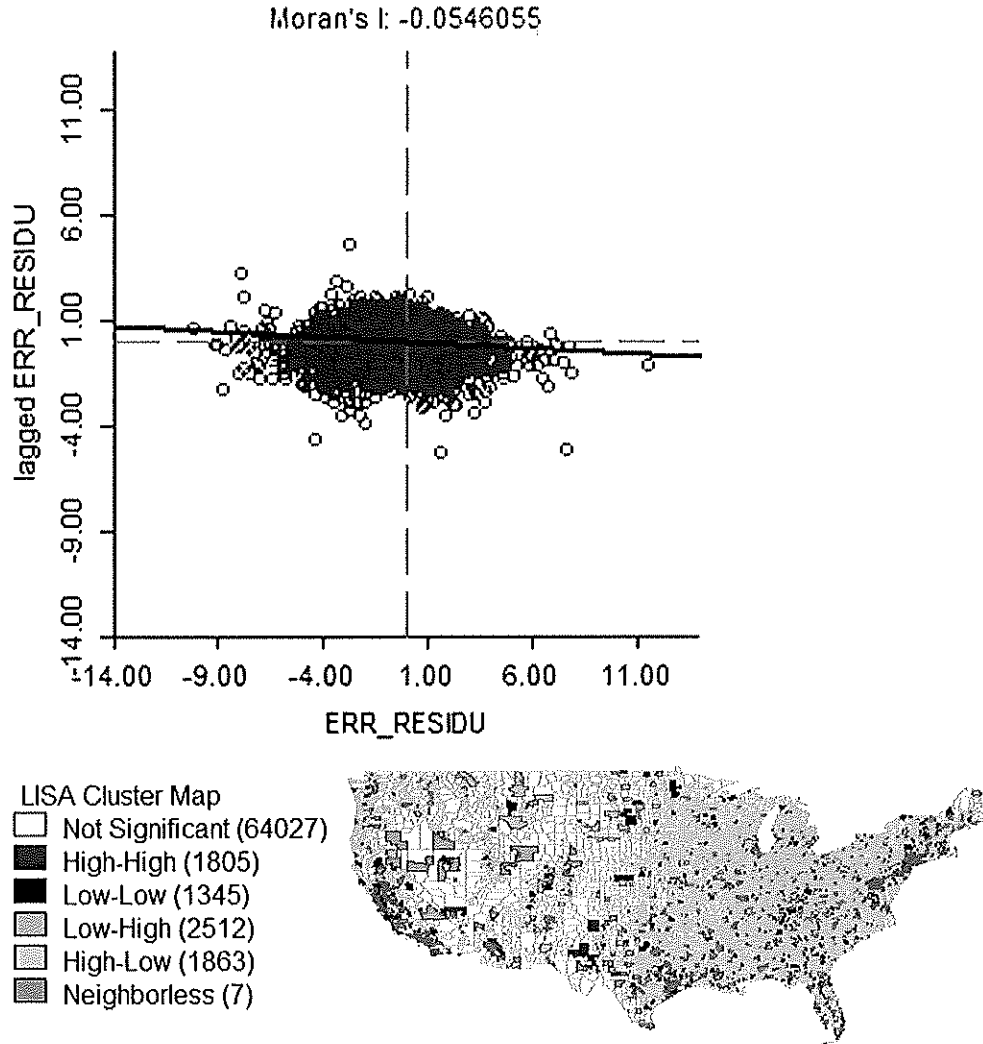 Moran's I: -0.0546055
11.00
6.00
1.00
-4.00
-9.00
-14.00
lagged ERR_RESIDU
-14.00 -9.00 -4.00 1.00 6.00 11.00
ERR_RESIDU
LISA Cluster Map
Not Significant (64027)
High-High (1805)
Low-Low (1345)
Low-High (2512)
High-Low (1863)
Neighborless (7)